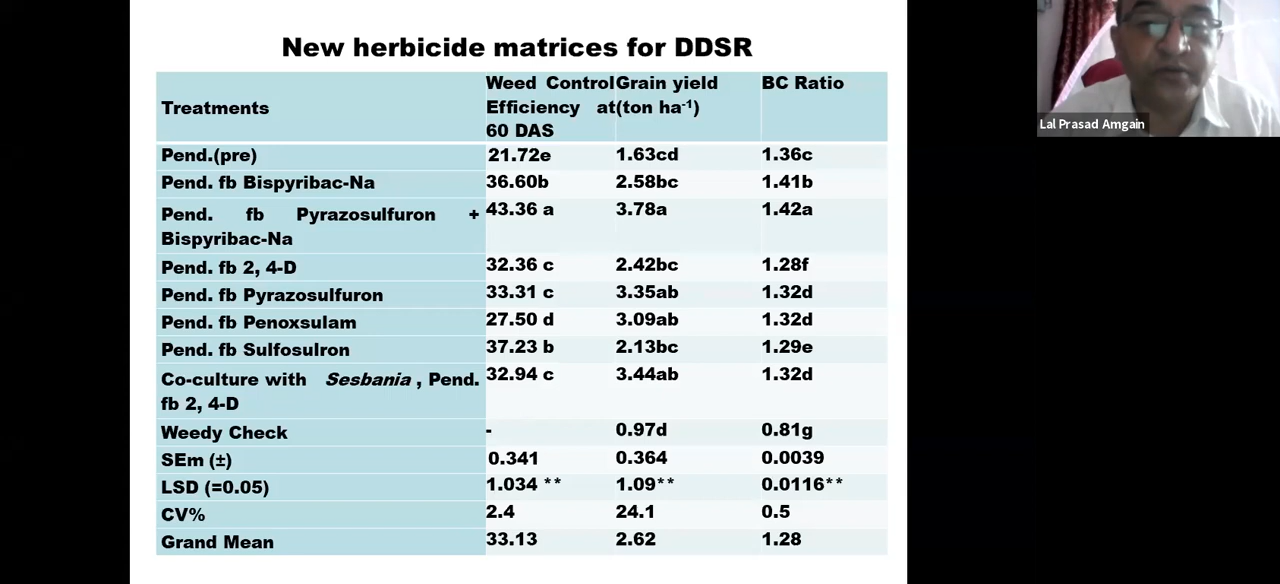 New herbicide matrices for DDSR
Treatments
Weed Control
Efficiency at
60 DAS
Grain yield
(ton ha-1)
BC Ratio
Pend.(pre) 21.72e 1.63cd 1.36c
Pend. fb Bispyribac-Na 36.60b 2.58bc 1.41b
Pend. fb Pyrazosulfuron + 43.36 a 3.78a 1.42a
Bispyribac-Na
Pend. fb 2, 4-D 32.36 c 2.42bc 1.28f
Pend. fb Pyrazosulfuron 33.31 c 3.35ab 1.32d
Pend. fb Penoxsulam 27.50 d 3.09ab 1.32d
Pend. fb Sulfosulron 37.23 b 2.13bc 1.29e
Co-culture with Sesbania , Pend. 32.94 c 3.44ab 1.32d
fb 2, 4-D
Weedy Check - 0.97d 0.81g
SEm (±) 0.341 0.364 0.0039
LSD (=0.05) 1.034 ** 1.09** 0.0116**
CV% 2.4 24.1 0.5
Grand Mean 33.13 2.62 1.28
Lal Prasad Amgain